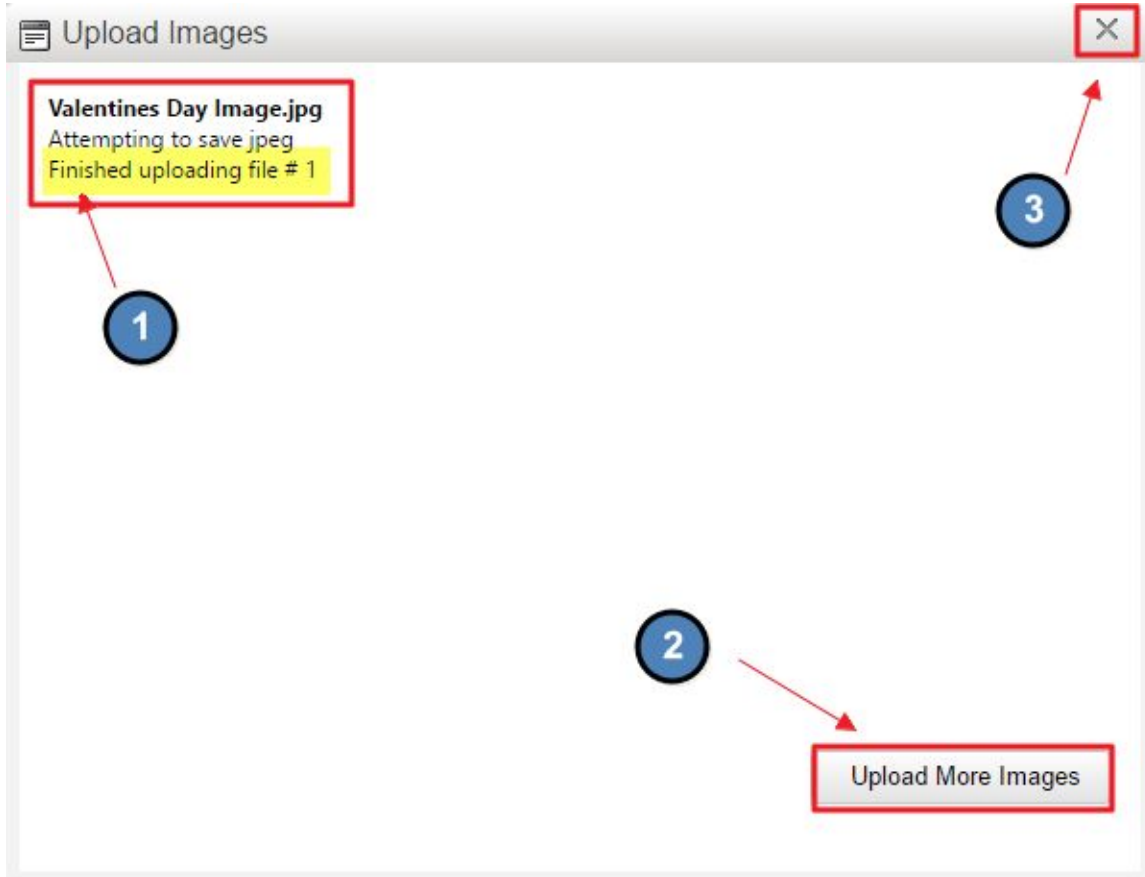 Upload Images
Valentines Day Image.jpg
Attempting to save jpeg
Finished uploading file # 1
3
1
2
Upload More Images